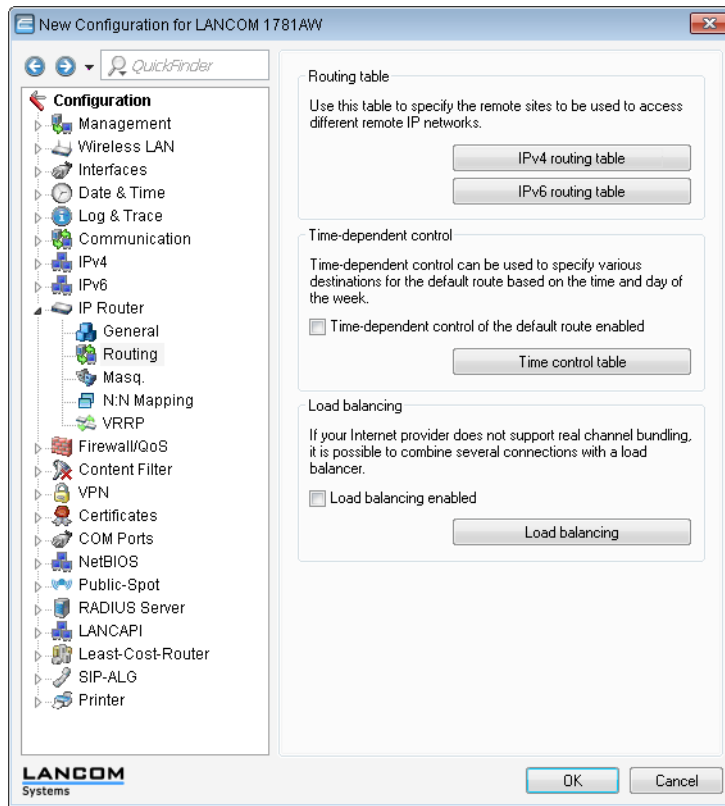 New Configuration for LANCOM 1781AW
QuickFinder
Configuration
Management
Wireless LAN
Interfaces
Date & Time
Log & Trace
Communication
IPv4
IPv6
IP Router
General
Routing
Masq.
N:N Mapping
VRRP
Firewall/QoS
Content Filter
VPN
Certificates
COM Ports
NetBIOS
Public-Spot
RADIUS Server
LANCAPI
Least-Cost-Router
SIP-ALG
Printer
Routing table
Use this table to specify the remote sites to be used to access
different remote IP networks.
IPv4 routing table
IPv6 routing table
Time-dependent control
Time-dependent control can be used to specify various
destinations for the default route based on the time and day of
the week.
Time-dependent control of the default route enabled
Time control table
Load balancing
If your Internet provider does not support real channel bundling,
it is possible to combine several connections with a load
balancer.
Load balancing enabled
Load balancing
LANCOM
Systems
OK
Cancel